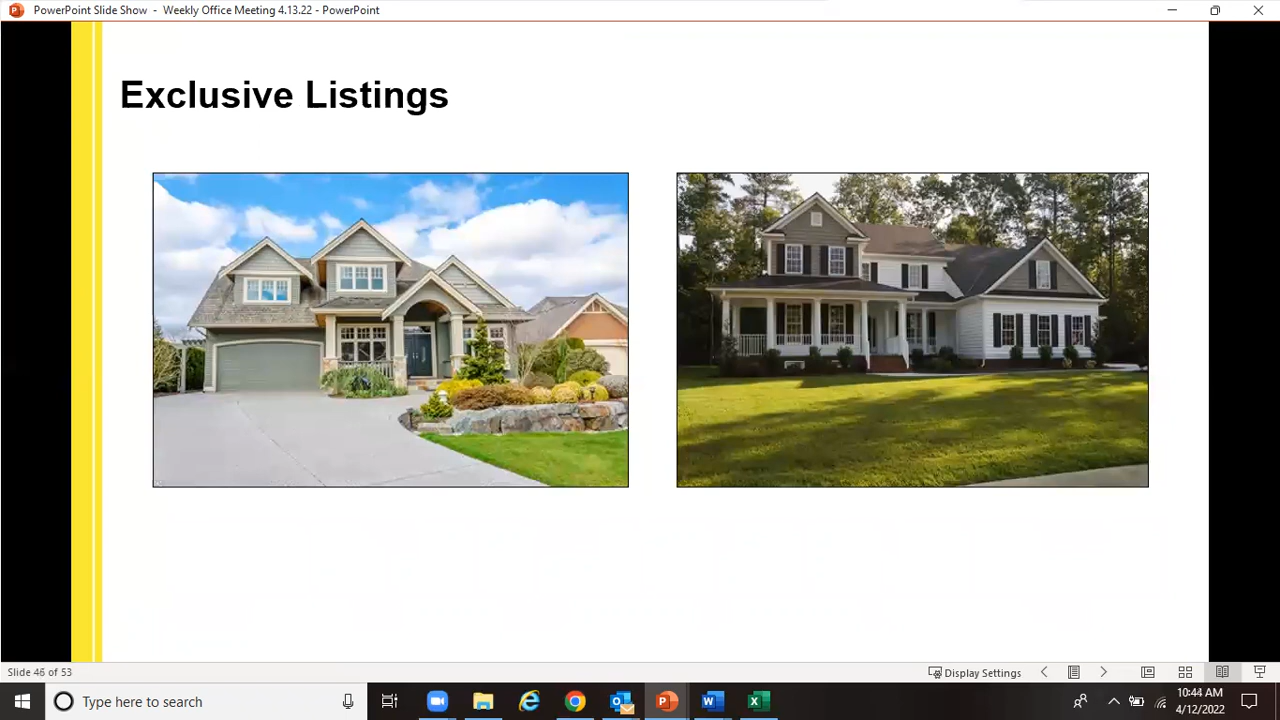 PowerPoint Slide Show - Weekly Office Meeting 4.13.22 - PowerPoint
Exclusive Listings
Slide 46 of 53
Display Settings
Type here to search
10:44 AM
4/12/2022